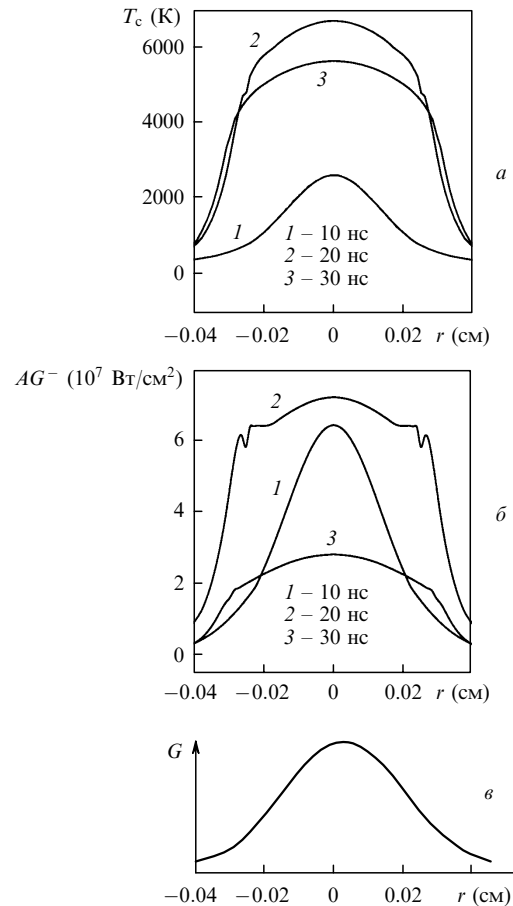 T_c (К)
6000
4000
2000
0
2
3
1
1 – 10 нс
2 – 20 нс
3 – 30 нс
а
−0.04 −0.02 0 0.02 r (см)
AG⁻ (10⁷ Вт/см²)
6
4
2
0
2
1
3
1 – 10 нс
2 – 20 нс
3 – 30 нс
б
−0.04 −0.02 0 0.02 r (см)
G
в
−0.04 −0.02 0 0.02 r (см)